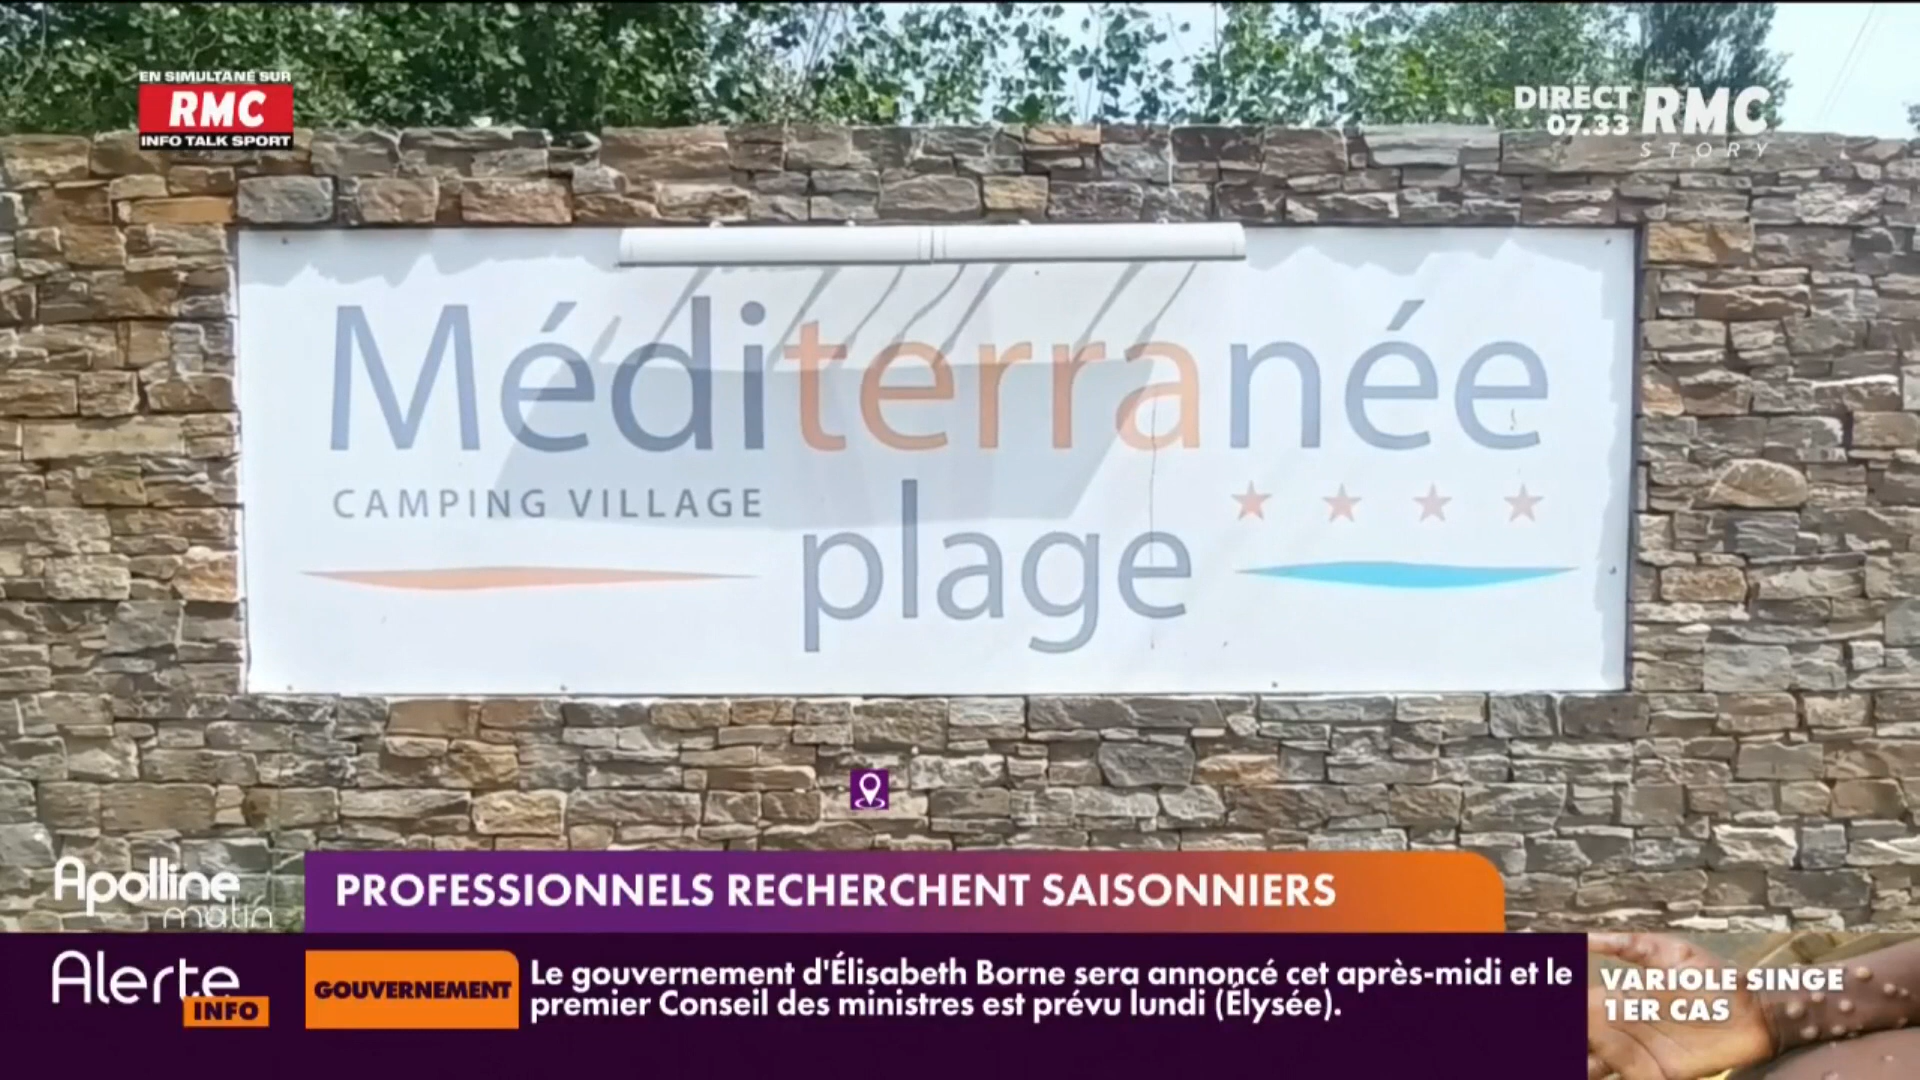 EN SIMULTANÉ SUR
RMC
INFO TALK SPORT
DIRECT
07.33
RMC
STORY
Méditerranée
CAMPING VILLAGE
plage
Apolline
matin
PROFESSIONNELS RECHERCHENT SAISONNIERS
Alerte
INFO
GOUVERNEMENT
Le gouvernement d'Élisabeth Borne sera annoncé cet après-midi et le
premier Conseil des ministres est prévu lundi (Élysée).
VARIOLE SINGE
1ER CAS